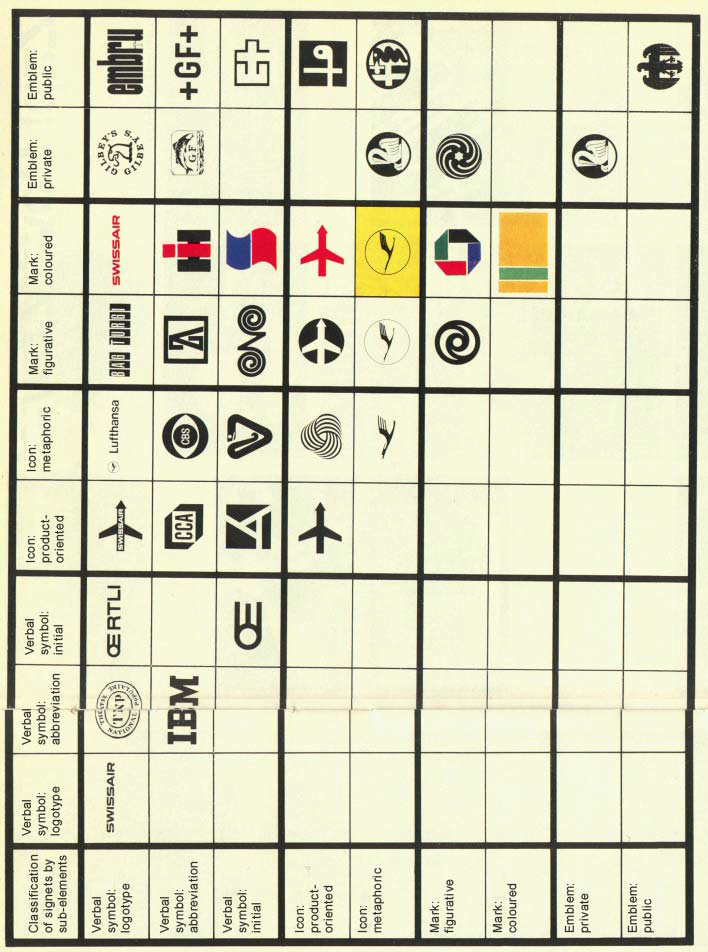 Classification
of signets by
sub-elements
Verbal
symbol:
logotype
Verbal
symbol:
abbreviation
Verbal
symbol:
initial
Icon:
product-
oriented
Icon:
metaphoric
Mark:
figurative
Mark:
coloured
Emblem:
private
Emblem:
public
Verbal
symbol:
logotype
SWISSAIR
THEATRE NATIONAL POPULAIRE
TNP
ŒRTLI
SWISSAIR
Lufthansa
BAG TURGI
SWISSAIR
GILBEY'S
embru
Verbal
symbol:
abbreviation
IBM
CCA
CBS
GF
+GF+
Verbal
symbol:
initial
Œ
Icon:
product-
oriented
Icon:
metaphoric
Mark:
figurative
Mark:
coloured
Emblem:
private
Emblem:
public